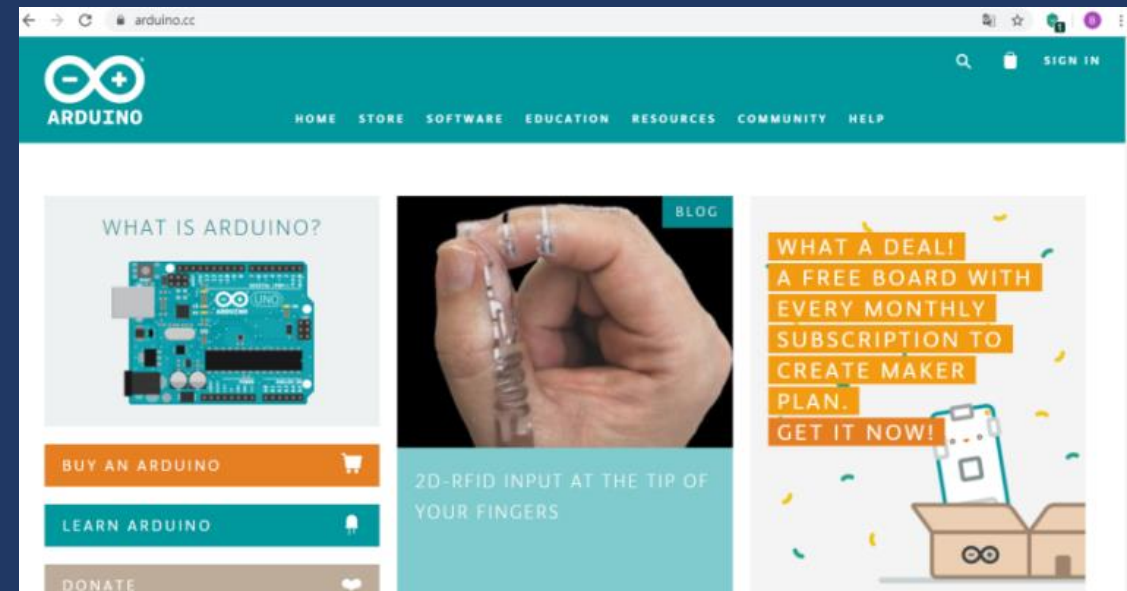 arduino.cc
SIGN IN
ARDUINO
HOME STORE SOFTWARE EDUCATION RESOURCES COMMUNITY HELP
WHAT IS ARDUINO?
UNO
ARDUINO
BUY AN ARDUINO
LEARN ARDUINO
DONATE
BLOG
2D-RFID INPUT AT THE TIP OF
YOUR FINGERS
WHAT A DEAL!
A FREE BOARD WITH
EVERY MONTHLY
SUBSCRIPTION TO
CREATE MAKER
PLAN.
GET IT NOW!